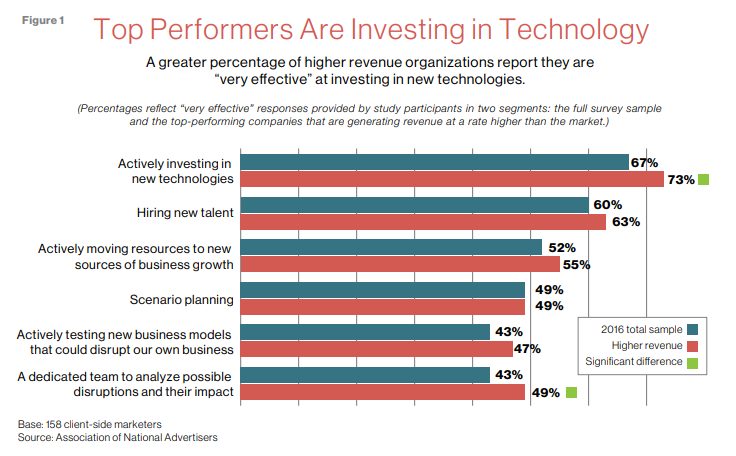 Figure 1
Top Performers Are Investing in Technology
A greater percentage of higher revenue organizations report they are
“very effective” at investing in new technologies.
(Percentages reflect “very effective” responses provided by study participants in two segments: the full survey sample
and the top-performing companies that are generating revenue at a rate higher than the market.)
Actively investing in
new technologies
67%
73%
Hiring new talent
60%
63%
Actively moving resources to new
sources of business growth
52%
55%
Scenario planning
49%
49%
Actively testing new business models
that could disrupt our own business
43%
47%
A dedicated team to analyze possible
disruptions and their impact
43%
49%
2016 total sample
Higher revenue
Significant difference
Base: 158 client-side marketers
Source: Association of National Advertisers